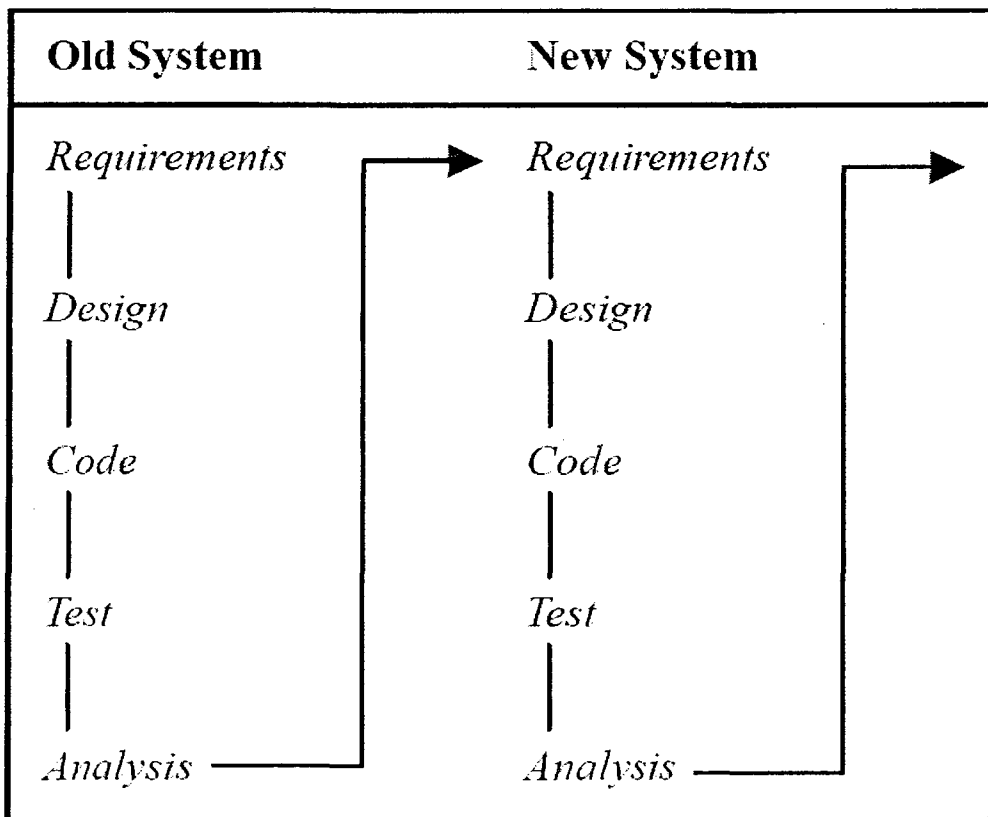 Old System New System
Requirements Requirements
Design Design
Code Code
Test Test
Analysis Analysis